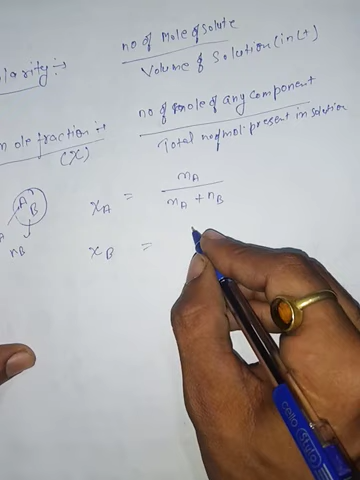 no of Mole of Solute
larity :-
Volume of Solution (in Lt)
no of mole of any component
mole fraction :-
(x)
Total no of mol. present in solution
A
B
xA = nA
nA + nB
nB
xB =
cello Stylo